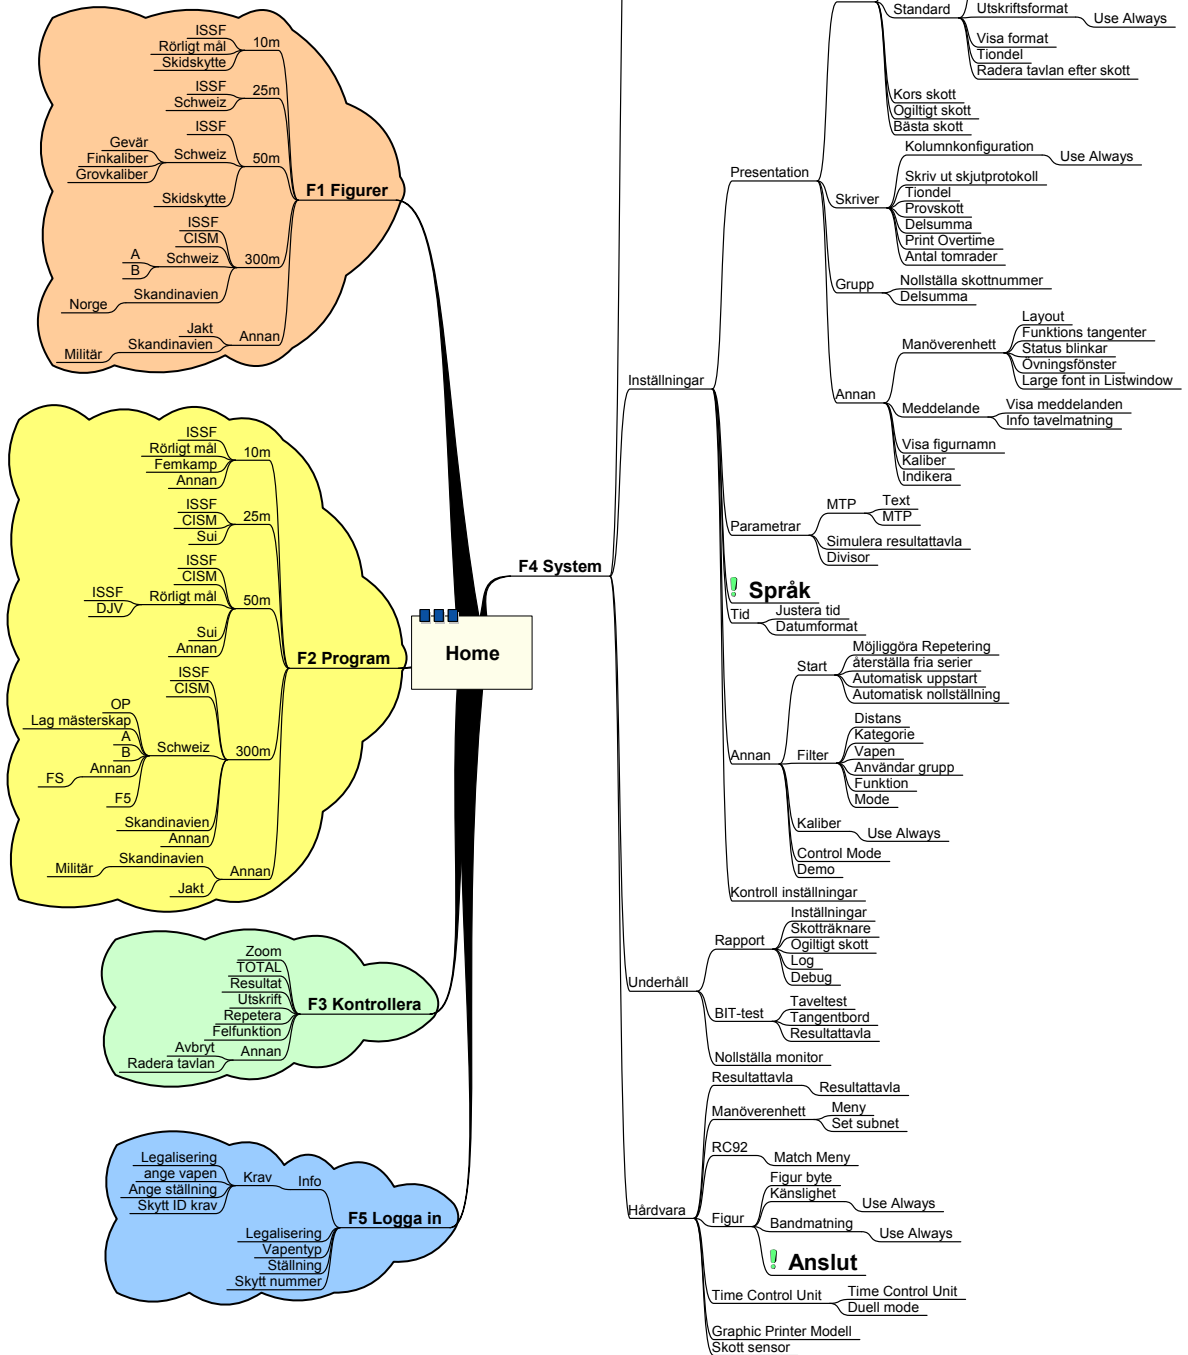 ISSF
Rörligt mål
Skidskytte
10m
ISSF
Schweiz
25m
ISSF
Gevär
Finkaliber
Grovkaliber
Schweiz
50m
Skidskytte
F1 Figurer
ISSF
CISM
A
B
Schweiz
300m
Norge
Skandinavien
Jakt
Militär
Skandinavien
Annan
ISSF
Rörligt mål
Femkamp
Annan
10m
ISSF
CISM
Sui
25m
ISSF
CISM
ISSF
DJV
Rörligt mål
50m
Sui
Annan
F2 Program
ISSF
CISM
OP
Lag mästerskap
A
B
Schweiz
300m
FS
Annan
F5
Skandinavien
Annan
Militär
Skandinavien
Jakt
Annan
Zoom
TOTAL
Resultat
Utskrift
Repetera
Felfunktion
F3 Kontrollera
Avbryt
Radera tavlan
Annan
Legalisering
ange vapen
Ange ställning
Skytt ID krav
Krav
Info
F5 Logga in
Legalisering
Vapentyp
Ställning
Skytt nummer
Home
F4 System
Inställningar
Presentation
Standard
Utskriftsformat
Use Always
Visa format
Tiondel
Radera tavlan efter skott
Kors skott
Ogiltigt skott
Bästa skott
Skriver
Kolumnkonfiguration
Use Always
Skriv ut skjutprotokoll
Tiondel
Provskott
Delsumma
Print Overtime
Antal tomrader
Grupp
Nollställa skottnummer
Delsumma
Annan
Manöverenhett
Layout
Funktions tangenter
Status blinkar
Övningsfönster
Large font in Listwindow
Meddelande
Visa meddelanden
Info tavelmatning
Visa figurnamn
Kaliber
Indikera
Parametrar
MTP
Text
MTP
Simulera resultattavla
Divisor
Språk
Tid
Justera tid
Datumformat
Annan
Start
Möjliggöra Repetering
återställa fria serier
Automatisk uppstart
Automatisk nollställning
Filter
Distans
Kategorie
Vapen
Användar grupp
Funktion
Mode
Kaliber
Use Always
Control Mode
Demo
Kontroll inställningar
Underhåll
Rapport
Inställningar
Skotträknare
Ogiltigt skott
Log
Debug
BIT-test
Taveltest
Tangentbord
Resultattavla
Nollställa monitor
Hårdvara
Resultattavla
Resultattavla
Manöverenhett
Meny
Set subnet
RC92
Match Meny
Figur
Figur byte
Känslighet
Use Always
Bandmatning
Use Always
Anslut
Time Control Unit
Time Control Unit
Duell mode
Graphic Printer Modell
Skott sensor